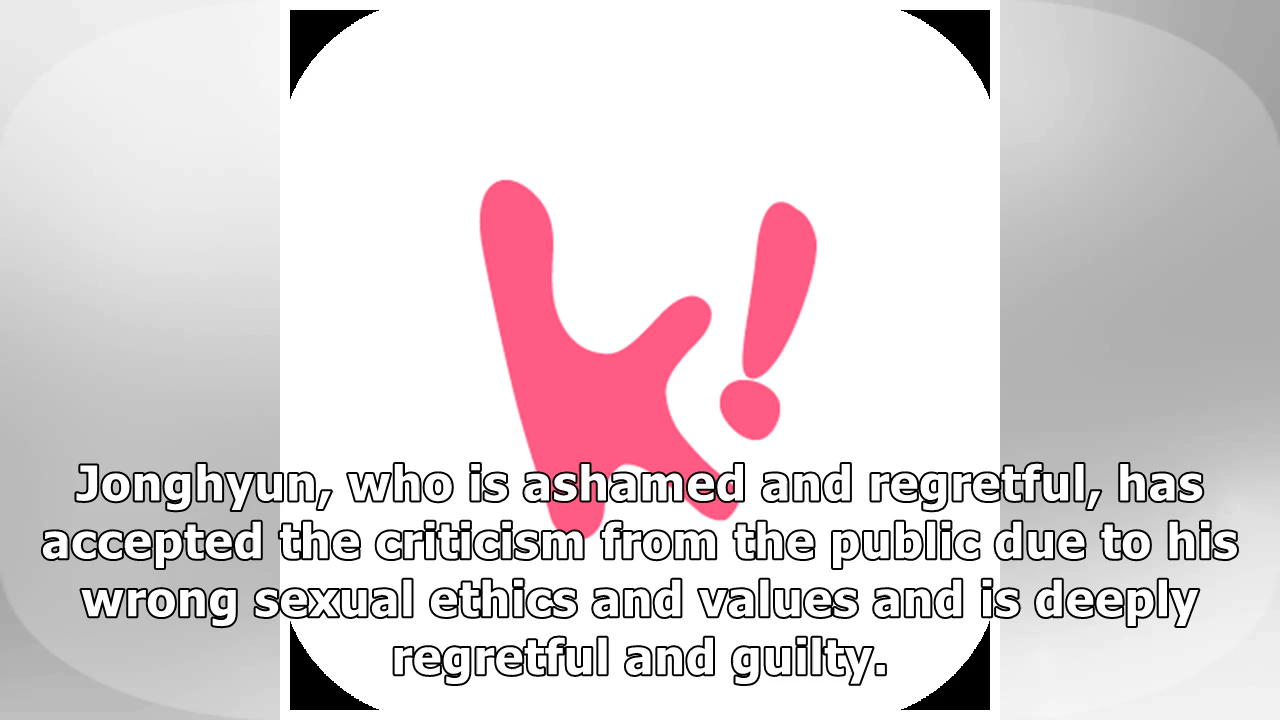 k!
Jonghyun, who is ashamed and regretful, has
accepted the criticism from the public due to his
wrong sexual ethics and values and is deeply
regretful and guilty.